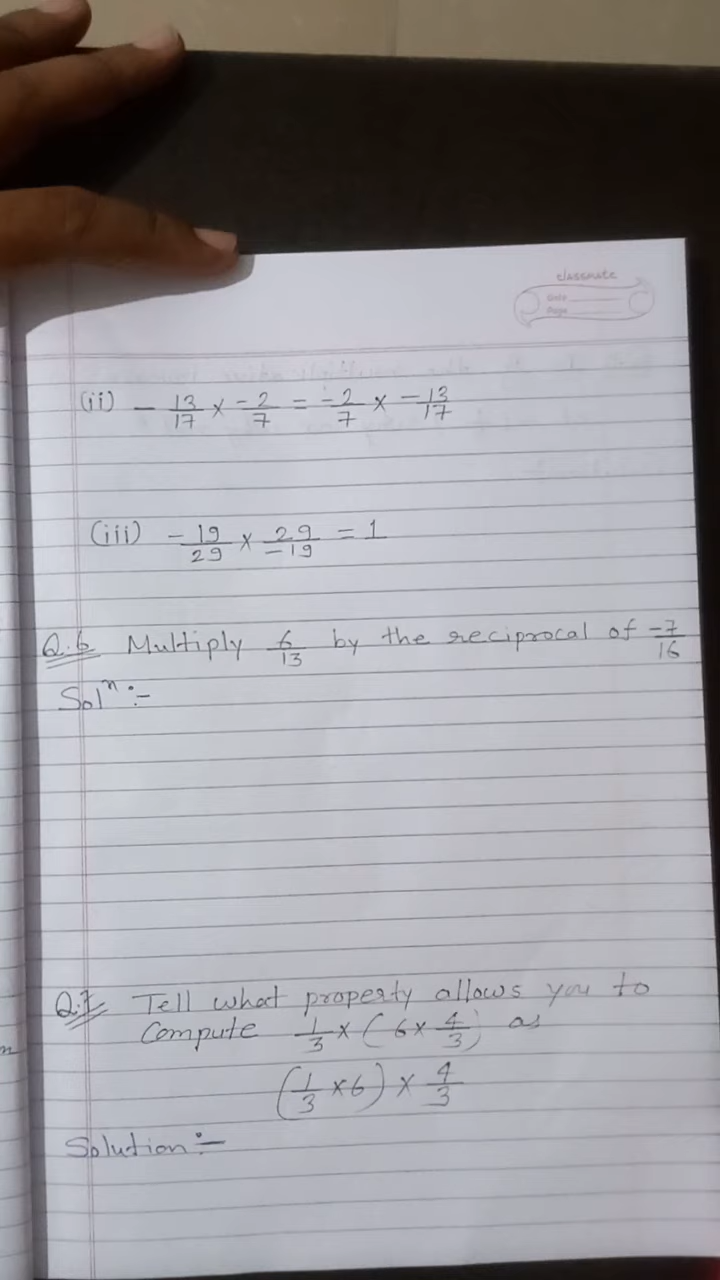 classmate
Date
Page
(ii) - 13/17 × -2/7 = -2/7 × -13/17
(iii) -19/29 × 29/-19 = 1
Q.6 Multiply 6/13 by the reciprocal of -7/16
Solⁿ :-
Q.7 Tell what property allows you to
Compute 1/3 × (6 × 4/3) as
(1/3 × 6) × 4/3
Solution :-